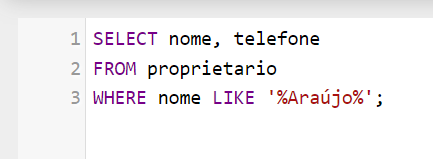 1 SELECT nome, telefone
2 FROM proprietario
3 WHERE nome LIKE '%Araújo%';